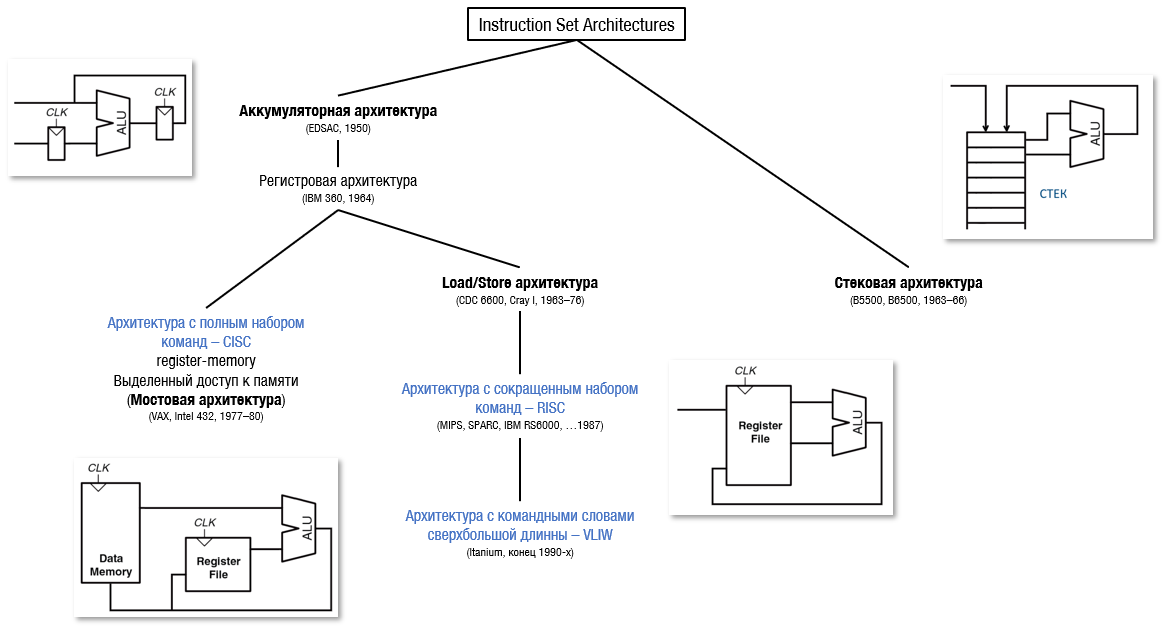 Instruction Set Architectures
CLK
CLK
ALU
Аккумуляторная архитектура
(EDSAC, 1950)
Регистровая архитектура
(IBM 360, 1964)
ALU
СТЕК
Load/Store архитектура
(CDC 6600, Cray I, 1963–76)
Стековая архитектура
(B5500, B6500, 1963–66)
Архитектура с полным набором
команд – CISC
register-memory
Выделенный доступ к памяти
(Мостовая архитектура)
(VAX, Intel 432, 1977–80)
Архитектура с сокращенным набором
команд – RISC
(MIPS, SPARC, IBM RS6000, …1987)
CLK
Register
File
ALU
CLK
Data
Memory
CLK
Register
File
ALU
Архитектура с командными словами
сверхбольшой длинны – VLIW
(Itanium, конец 1990-х)